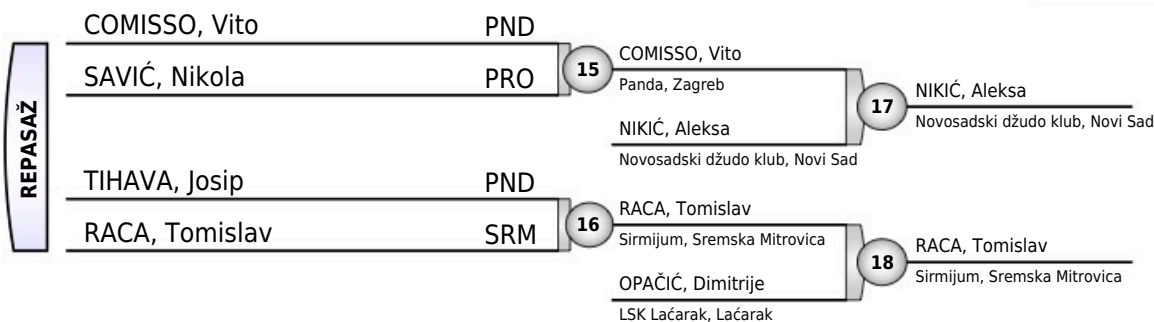 REPASAŽ
COMISSO, Vito PND
SAVIĆ, Nikola PRO
15
COMISSO, Vito
Panda, Zagreb
NIKIĆ, Aleksa
Novosadski džudo klub, Novi Sad
17
NIKIĆ, Aleksa
Novosadski džudo klub, Novi Sad
TIHAVA, Josip PND
RACA, Tomislav SRM
16
RACA, Tomislav
Sirmijum, Sremska Mitrovica
OPAČIĆ, Dimitrije
LSK Laćarak, Laćarak
18
RACA, Tomislav
Sirmijum, Sremska Mitrovica